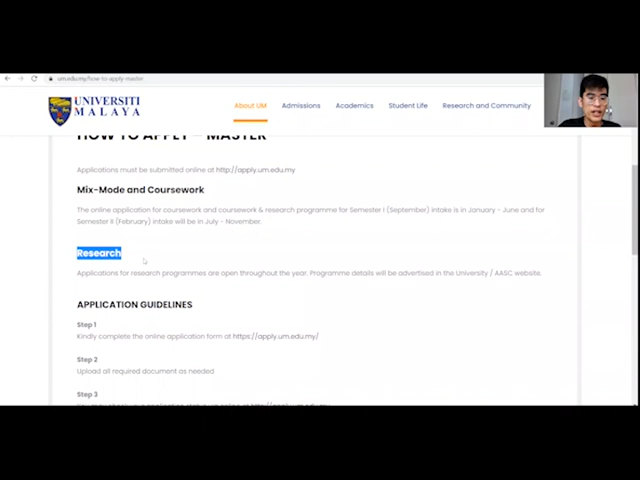 um.edu.my/how-to-apply-master
UNIVERSITI
MALAYA
About UM
Admissions
Academics
Student Life
Research and Community
HOW TO APPLY - MASTER
Applications must be submitted online at http://apply.um.edu.my
Mix-Mode and Coursework
The online application for coursework and coursework & research programme for Semester I (September) intake is in January - June and for
Semester II (February) intake will be in July - November.
Research
Applications for research programmes are open throughout the year. Programme details will be advertised in the University / AASC website.
APPLICATION GUIDELINES
Step 1
Kindly complete the online application form at https://apply.um.edu.my/
Step 2
Upload all required document as needed
Step 3